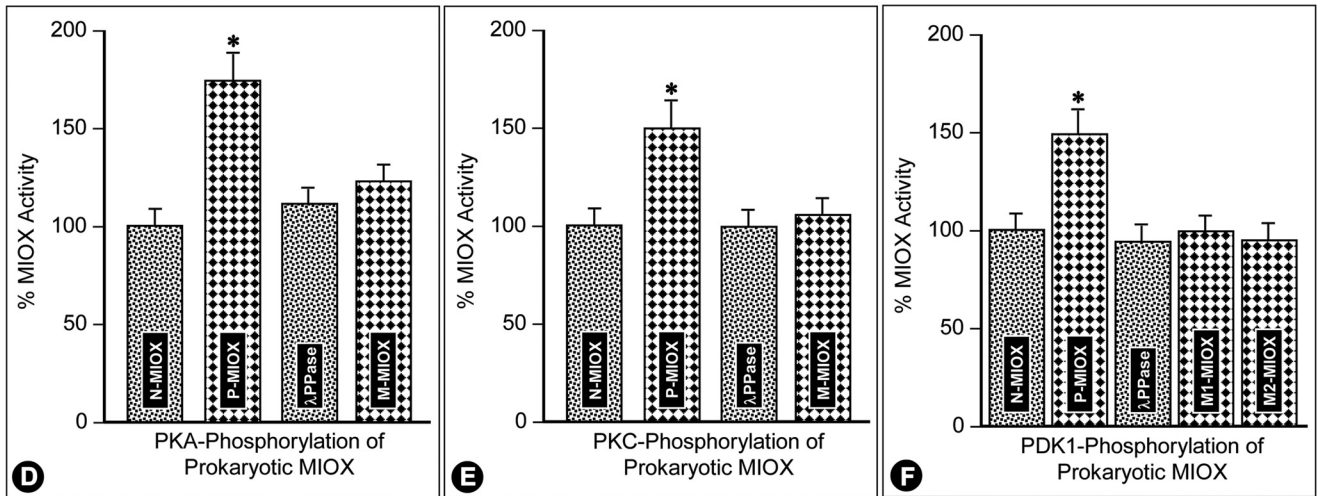 200
150
100
50
0
% MIOX Activity
*
N-MIOX
P-MIOX
λPPase
M-MIOX
PKA-Phosphorylation of
Prokaryotic MIOX
D
200
150
100
50
0
% MIOX Activity
*
N-MIOX
P-MIOX
λPPase
M-MIOX
PKC-Phosphorylation of
Prokaryotic MIOX
E
200
150
100
50
0
% MIOX Activity
*
N-MIOX
P-MIOX
λPPase
M1-MIOX
M2-MIOX
PDK1-Phosphorylation of
Prokaryotic MIOX
F